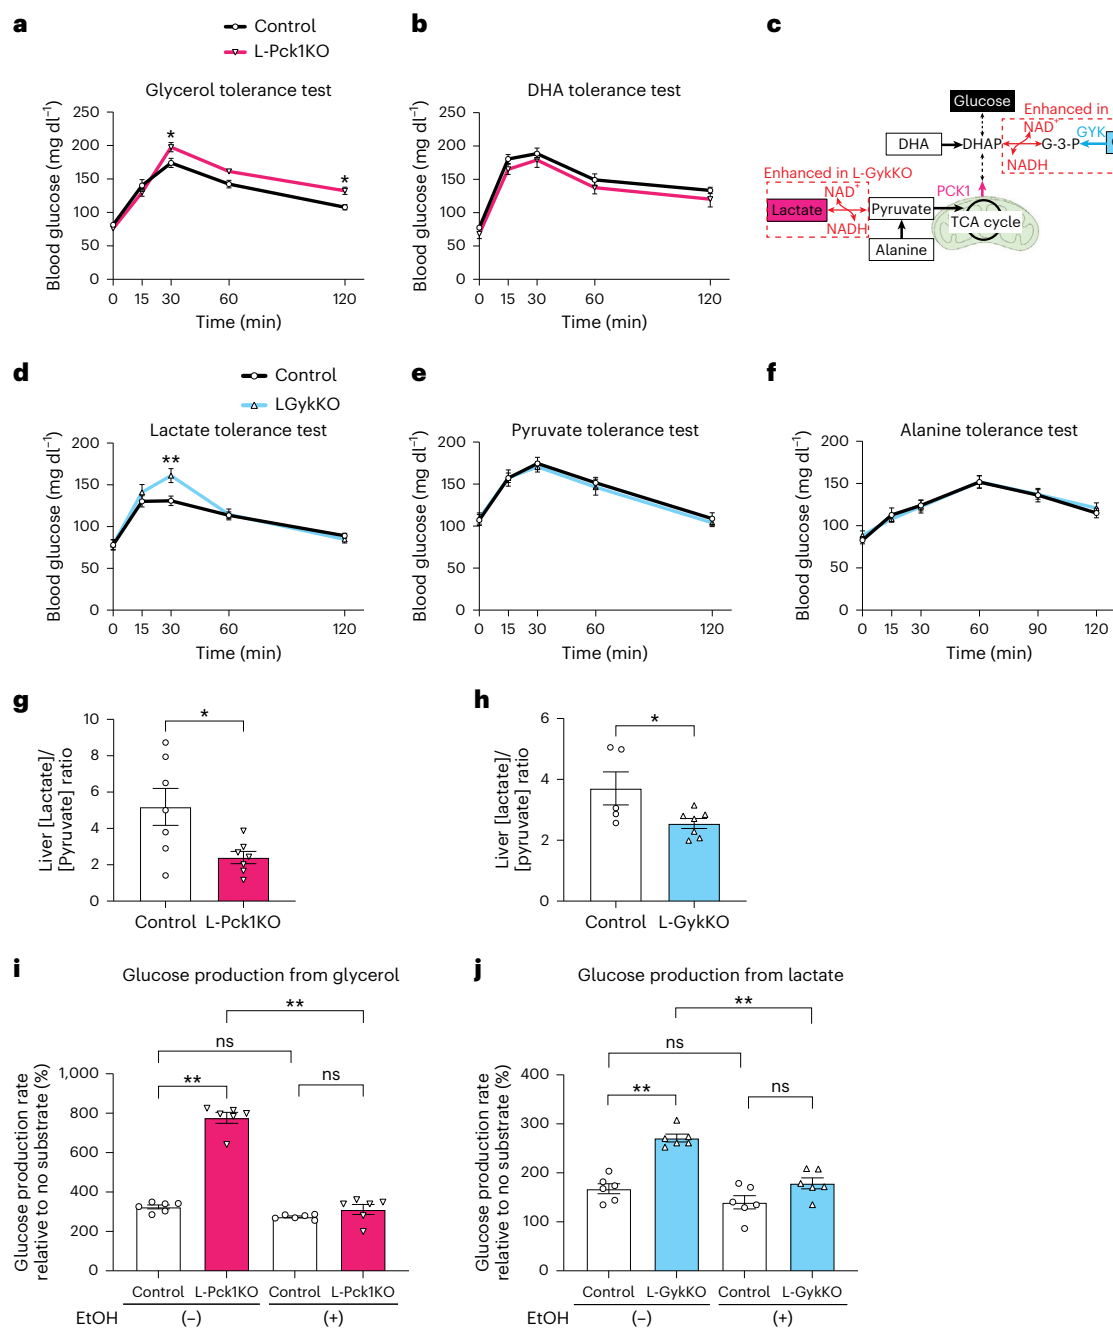 a
Control
L-Pck1KO
Glycerol tolerance test
*
*
Blood glucose (mg dl⁻¹)
250
200
150
100
50
0
0 15 30 60 120
Time (min)
b
DHA tolerance test
Blood glucose (mg dl⁻¹)
250
200
150
100
50
0
0 15 30 60 120
Time (min)
c
Glucose
Enhanced in
NAD⁺
GYK
DHA
DHAP
G-3-P
NADH
Enhanced in L-GykKO
NAD⁺
PCK1
Lactate
Pyruvate
TCA cycle
NADH
Alanine
d
Control
LGykKO
Lactate tolerance test
**
Blood glucose (mg dl⁻¹)
200
150
100
50
0
0 15 30 60 120
Time (min)
e
Pyruvate tolerance test
Blood glucose (mg dl⁻¹)
200
150
100
50
0
0 15 30 60 120
Time (min)
f
Alanine tolerance test
Blood glucose (mg dl⁻¹)
200
150
100
50
0
0 15 30 60 90 120
Time (min)
g
*
Liver [Lactate]/
[Pyruvate] ratio
10
8
6
4
2
0
Control L-Pck1KO
h
*
Liver [lactate]/
[pyruvate] ratio
6
4
2
0
Control L-GykKO
i
Glucose production from glycerol
**
ns
** ns
Glucose production rate
relative to no substrate (%)
1,000
800
600
400
200
0
Control L-Pck1KO Control L-Pck1KO
EtOH (–) (+)
j
Glucose production from lactate
**
ns
** ns
Glucose production rate
relative to no substrate (%)
400
300
200
100
0
Control L-GykKO Control L-GykKO
(–) (+)